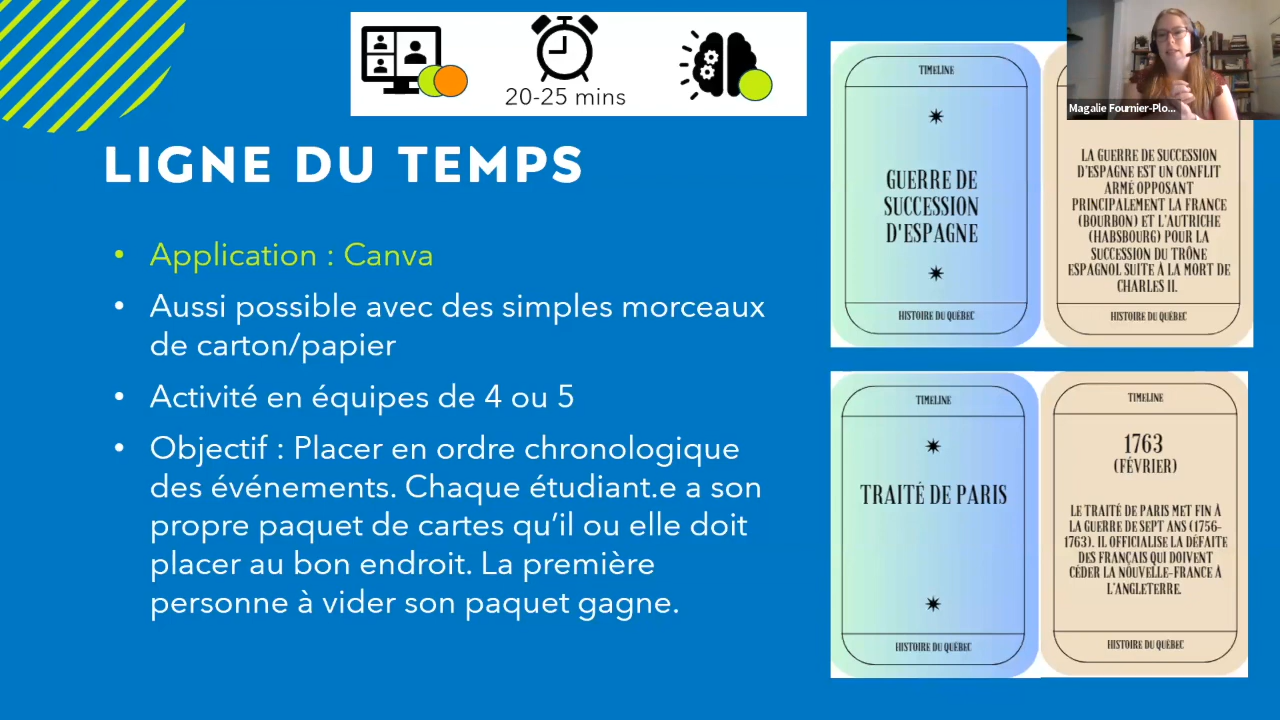 20-25 mins
LIGNE DU TEMPS
• Application : Canva
• Aussi possible avec des simples morceaux
de carton/papier
• Activité en équipes de 4 ou 5
• Objectif : Placer en ordre chronologique
des événements. Chaque étudiant.e a son
propre paquet de cartes qu’il ou elle doit
placer au bon endroit. La première
personne à vider son paquet gagne.
TIMELINE
GUERRE DE
SUCCESSION
D'ESPAGNE
HISTOIRE DU QUÉBEC
Magalie Fournier-Plo...
LA GUERRE DE SUCCESSION
D'ESPAGNE EST UN CONFLIT
ARMÉ OPPOSANT
PRINCIPALEMENT LA FRANCE
(BOURBON) ET L'AUTRICHE
(HABSBOURG) POUR LA
SUCCESSION DU TRÔNE
ESPAGNOL SUITE À LA MORT DE
CHARLES II.
HISTOIRE DU QUÉBEC
TIMELINE
TRAITÉ DE PARIS
HISTOIRE DU QUÉBEC
TIMELINE
1763
(FÉVRIER)
LE TRAITÉ DE PARIS MET FIN À
LA GUERRE DE SEPT ANS (1756-
1763). IL OFFICIALISE LA DÉFAITE
DES FRANÇAIS QUI DOIVENT
CÉDER LA NOUVELLE-FRANCE À
L'ANGLETERRE.
HISTOIRE DU QUÉBEC